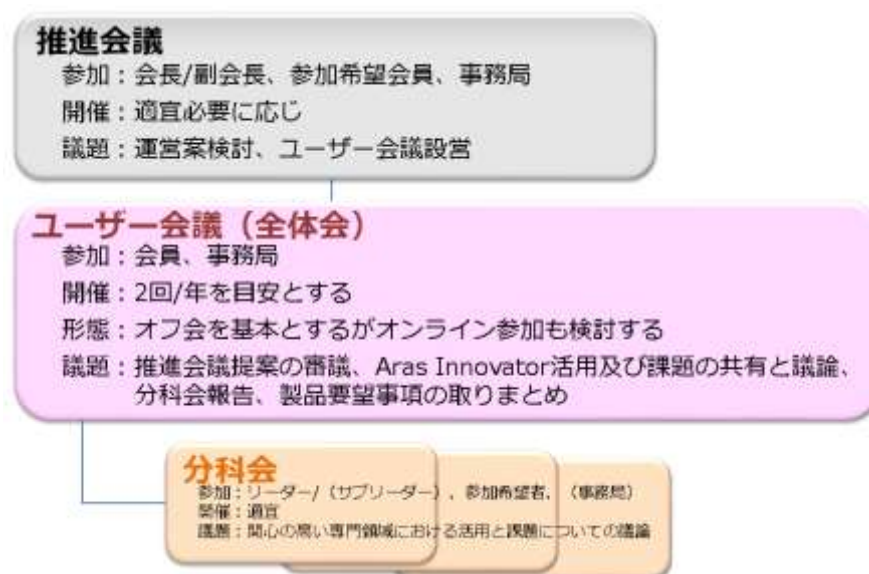 推進会議
参加：会長/副会長、参加希望会員、事務局
開催：適宜必要に応じ
議題：運営案検討、ユーザー会議設営
ユーザー会議（全体会）
参加：会員、事務局
開催：2回/年を目安とする
形態：オフ会を基本とするがオンライン参加も検討する
議題：推進会議提案の審議、Aras Innovator活用及び課題の共有と議論、
分科会報告、製品要望事項の取りまとめ
分科会
参加：リーダー/（サブリーダー）、参加希望者、（事務局）
開催：適宜
議題：関心の高い専門領域における活用と課題についての議論